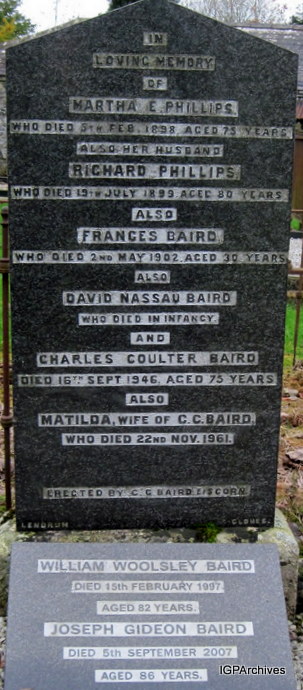 IN
LOVING MEMORY
OF
MARTHA E. PHILLIPS
WHO DIED 5TH FEB. 1898, AGED 75 YEARS
ALSO HER HUSBAND
RICHARD PHILLIPS
WHO DIED 19TH JULY 1899 AGED 80 YEARS
ALSO
FRANCES BAIRD
WHO DIED 2ND MAY 1902. AGED 30 YEARS
ALSO
DAVID NASSAU BAIRD
WHO DIED IN INFANCY.
AND
CHARLES COULTER BAIRD
DIED 16TH SEPT 1946. AGED 75 YEARS
ALSO
MATILDA, WIFE OF C.C. BAIRD.
WHO DIED 22ND NOV. 1961.
ERECTED BY C C BAIRD
LENDRUM
CLONES.
WILLIAM WOOLSLEY BAIRD
DIED 15th FEBRUARY 1997.
AGED 82 YEARS.
JOSEPH GIDEON BAIRD
DIED 5th SEPTEMBER 2007
AGED 86 YEARS.
IGPArchives